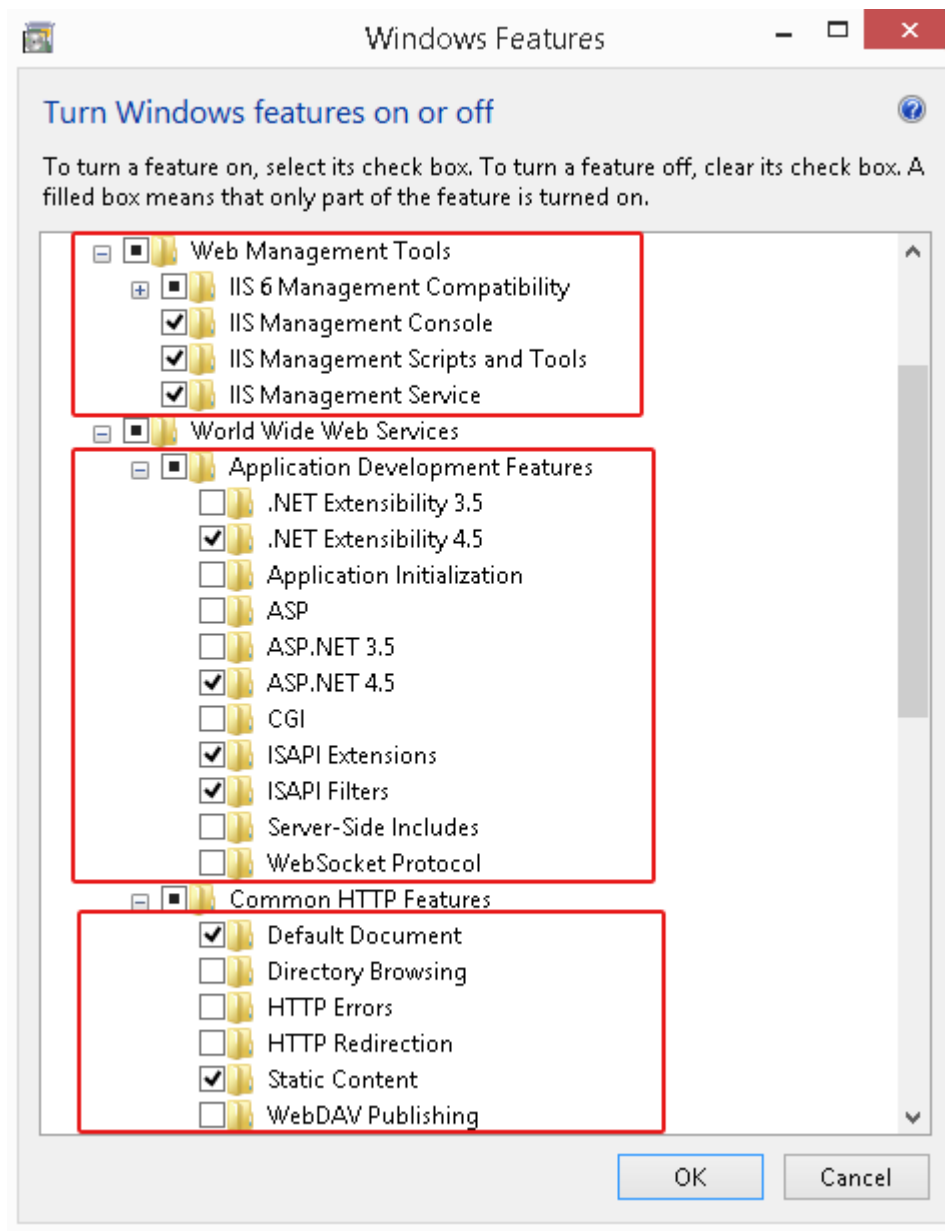 Windows Features
Turn Windows features on or off
To turn a feature on, select its check box. To turn a feature off, clear its check box. A
filled box means that only part of the feature is turned on.
Web Management Tools
IIS 6 Management Compatibility
IIS Management Console
IIS Management Scripts and Tools
IIS Management Service
World Wide Web Services
Application Development Features
.NET Extensibility 3.5
.NET Extensibility 4.5
Application Initialization
ASP
ASP.NET 3.5
ASP.NET 4.5
CGI
ISAPI Extensions
ISAPI Filters
Server-Side Includes
WebSocket Protocol
Common HTTP Features
Default Document
Directory Browsing
HTTP Errors
HTTP Redirection
Static Content
WebDAV Publishing
OK Cancel